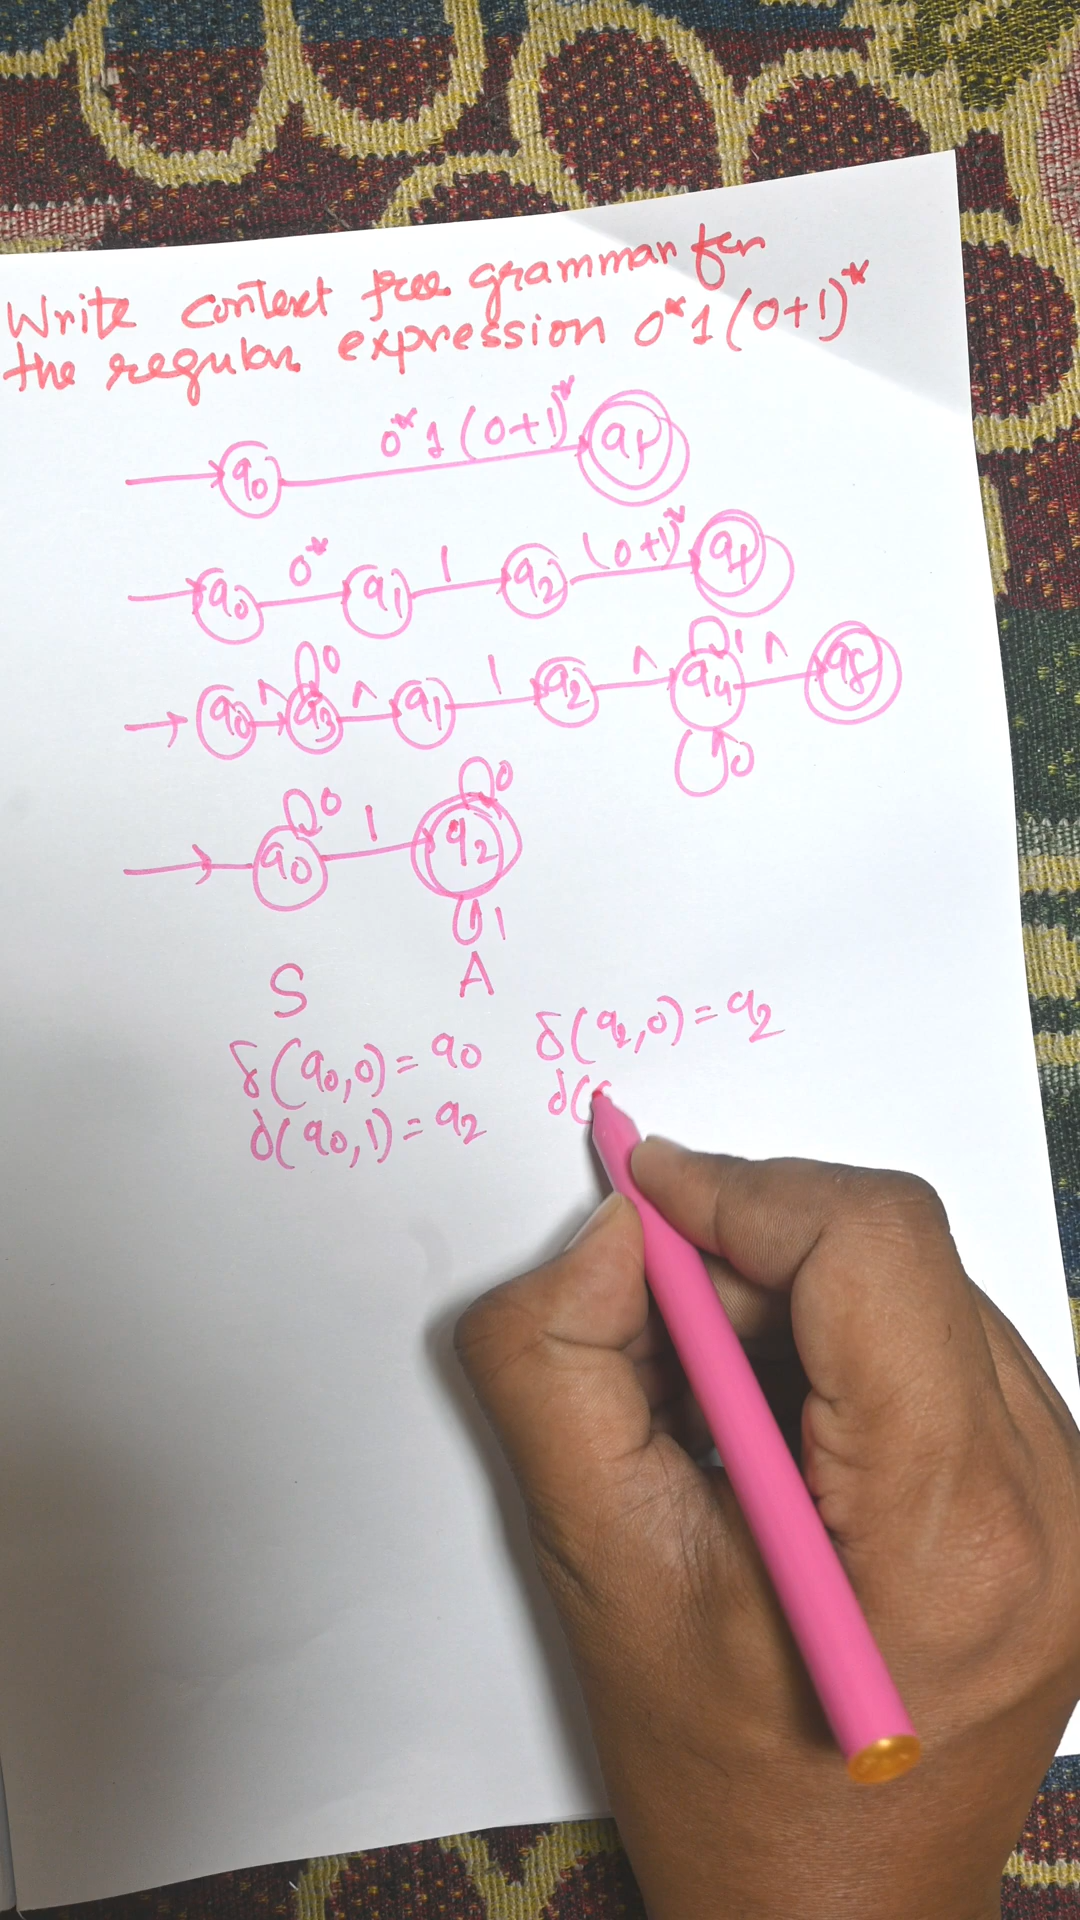 Write context free grammar for
the regular expression 0*1(0+1)*
0*1(0+1)*
q0 qf
0* 1 (0+1)*
q0 q1 q2 qf
0 1 1
^ ^ ^ ^
q0 q3 q1 q2 q4 qf
0
0 1 0
q0 q2
1
S A
δ(q0,0) = q0 δ(q2,0) = q2
δ(q0,1) = q2 δ(